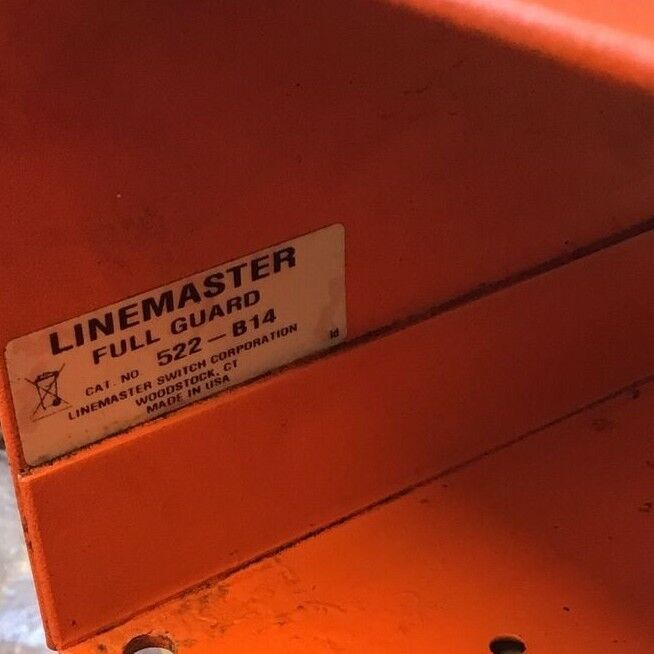 LINEMASTER
FULL GUARD
CAT. NO. 522-B14
LINEMASTER SWITCH CORPORATION
WOODSTOCK, CT
MADE IN USA